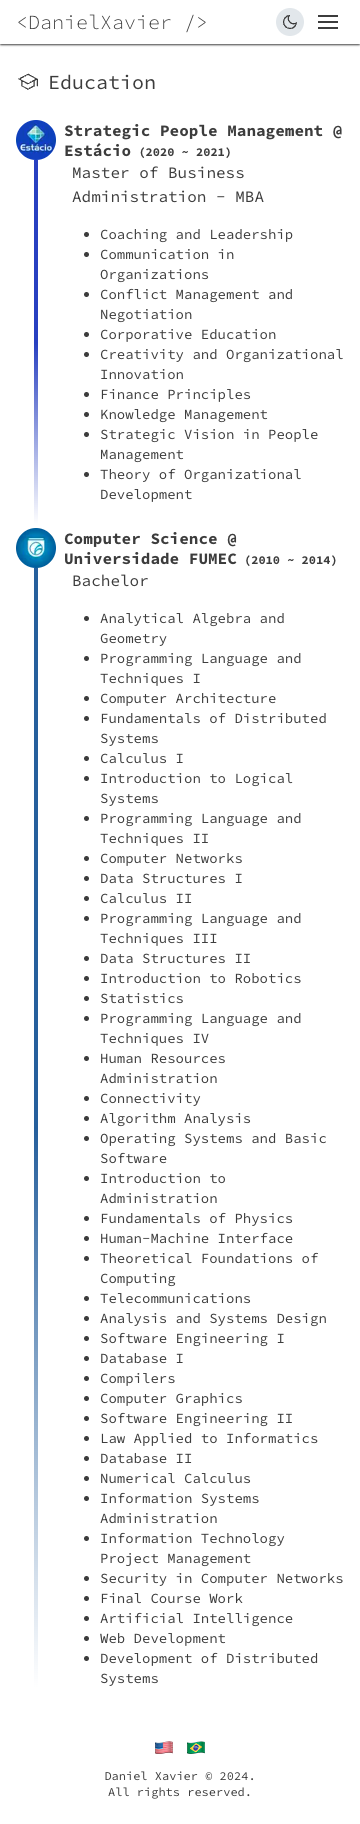 <DanielXavier />
Education
Estácio
Strategic People Management @
Estácio (2020 ~ 2021)
Master of Business
Administration - MBA
Coaching and Leadership
Communication in
Organizations
Conflict Management and
Negotiation
Corporative Education
Creativity and Organizational
Innovation
Finance Principles
Knowledge Management
Strategic Vision in People
Management
Theory of Organizational
Development
Computer Science @
Universidade FUMEC (2010 ~ 2014)
Bachelor
Analytical Algebra and
Geometry
Programming Language and
Techniques I
Computer Architecture
Fundamentals of Distributed
Systems
Calculus I
Introduction to Logical
Systems
Programming Language and
Techniques II
Computer Networks
Data Structures I
Calculus II
Programming Language and
Techniques III
Data Structures II
Introduction to Robotics
Statistics
Programming Language and
Techniques IV
Human Resources
Administration
Connectivity
Algorithm Analysis
Operating Systems and Basic
Software
Introduction to
Administration
Fundamentals of Physics
Human-Machine Interface
Theoretical Foundations of
Computing
Telecommunications
Analysis and Systems Design
Software Engineering I
Database I
Compilers
Computer Graphics
Software Engineering II
Law Applied to Informatics
Database II
Numerical Calculus
Information Systems
Administration
Information Technology
Project Management
Security in Computer Networks
Final Course Work
Artificial Intelligence
Web Development
Development of Distributed
Systems
Daniel Xavier © 2024.
All rights reserved.